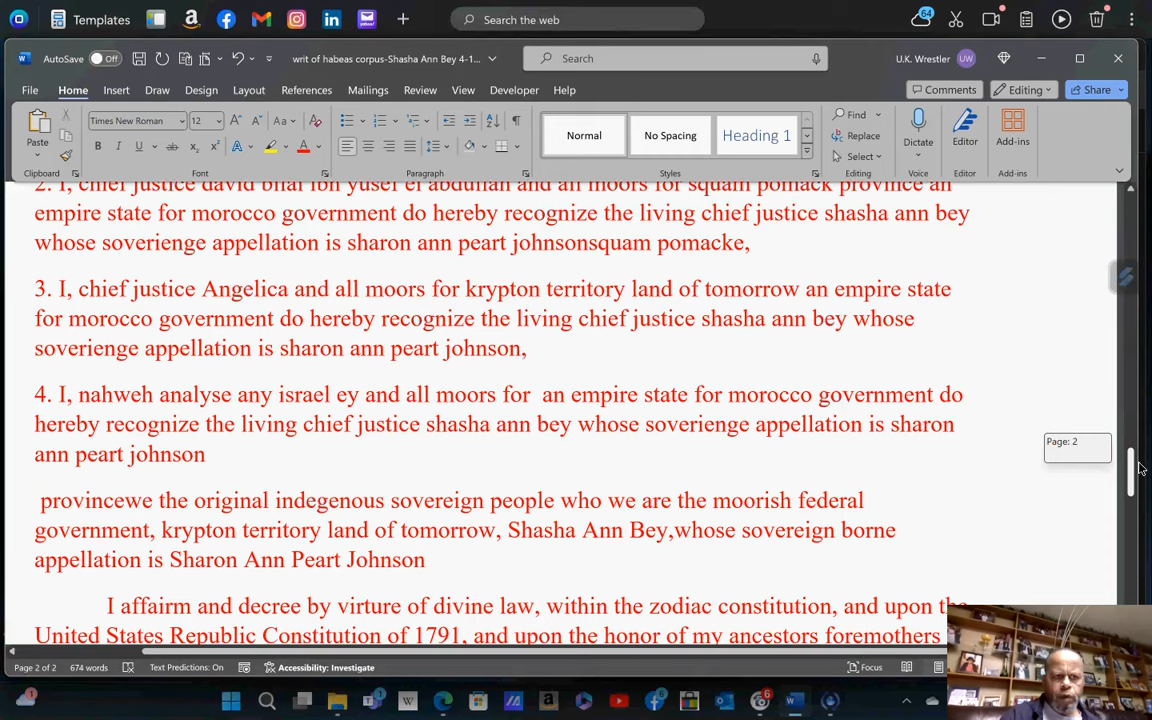 Templates
Search the web
64
AutoSave Off
writ of habeas corpus-Shasha Ann Bey 4-1...
Search
U.K. Wrestler UW
File Home Insert Draw Design Layout References Mailings Review View Developer Help
Comments Editing Share
Paste
Times New Roman 12
Aa
Normal
No Spacing
Heading 1
Find
Replace
Select
Dictate
Editor
Add-ins
Clipboard Font Paragraph Styles Editing Voice Editor Add-ins
2. I, chief justice david bilal ibn yusef el abdullah and all moors for squam pomack province an
empire state for morocco government do hereby recognize the living chief justice shasha ann bey
whose soverienge appellation is sharon ann peart johnsonsquam pomacke,
3. I, chief justice Angelica and all moors for krypton territory land of tomorrow an empire state
for morocco government do hereby recognize the living chief justice shasha ann bey whose
soverienge appellation is sharon ann peart johnson,
4. I, nahweh analyse any israel ey and all moors for  an empire state for morocco government do
hereby recognize the living chief justice shasha ann bey whose soverienge appellation is sharon
ann peart johnson
Page: 2
provincewe the original indegenous sovereign people who we are the moorish federal
government, krypton territory land of tomorrow, Shasha Ann Bey,whose sovereign borne
appellation is Sharon Ann Peart Johnson
I affairm and decree by virture of divine law, within the zodiac constitution, and upon the
United States Republic Constitution of 1791, and upon the honor of my ancestors foremothers
Page 2 of 2 674 words Text Predictions: On Accessibility: Investigate Focus